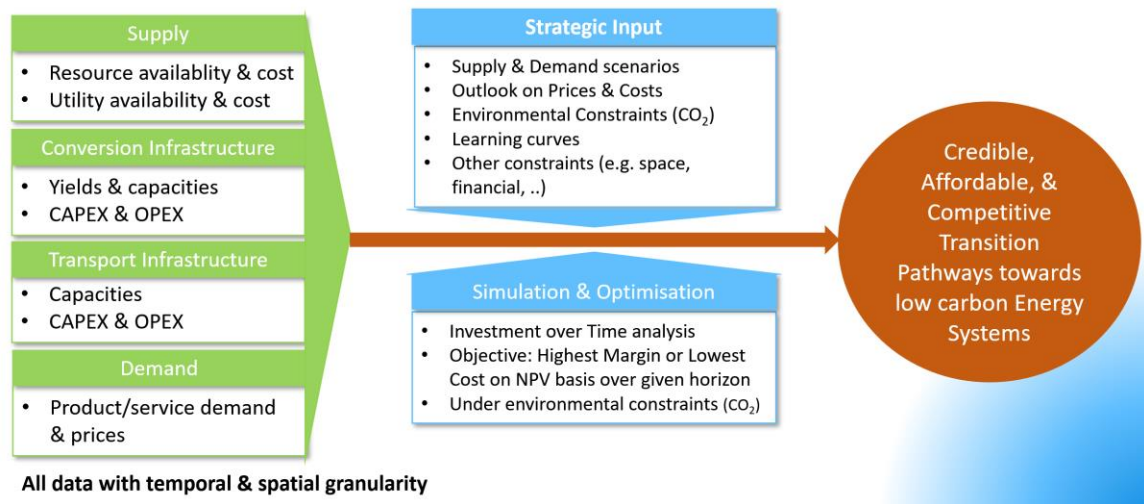 Supply
• Resource availablity & cost
• Utility availability & cost
Conversion Infrastructure
• Yields & capacities
• CAPEX & OPEX
Transport Infrastructure
• Capacities
• CAPEX & OPEX
Demand
• Product/service demand
& prices
All data with temporal & spatial granularity
Strategic Input
• Supply & Demand scenarios
• Outlook on Prices & Costs
• Environmental Constraints (CO₂)
• Learning curves
• Other constraints (e.g. space,
financial, ..)
Simulation & Optimisation
• Investment over Time analysis
• Objective: Highest Margin or Lowest
Cost on NPV basis over given horizon
• Under environmental constraints (CO₂)
Credible,
Affordable, &
Competitive
Transition
Pathways towards
low carbon Energy
Systems